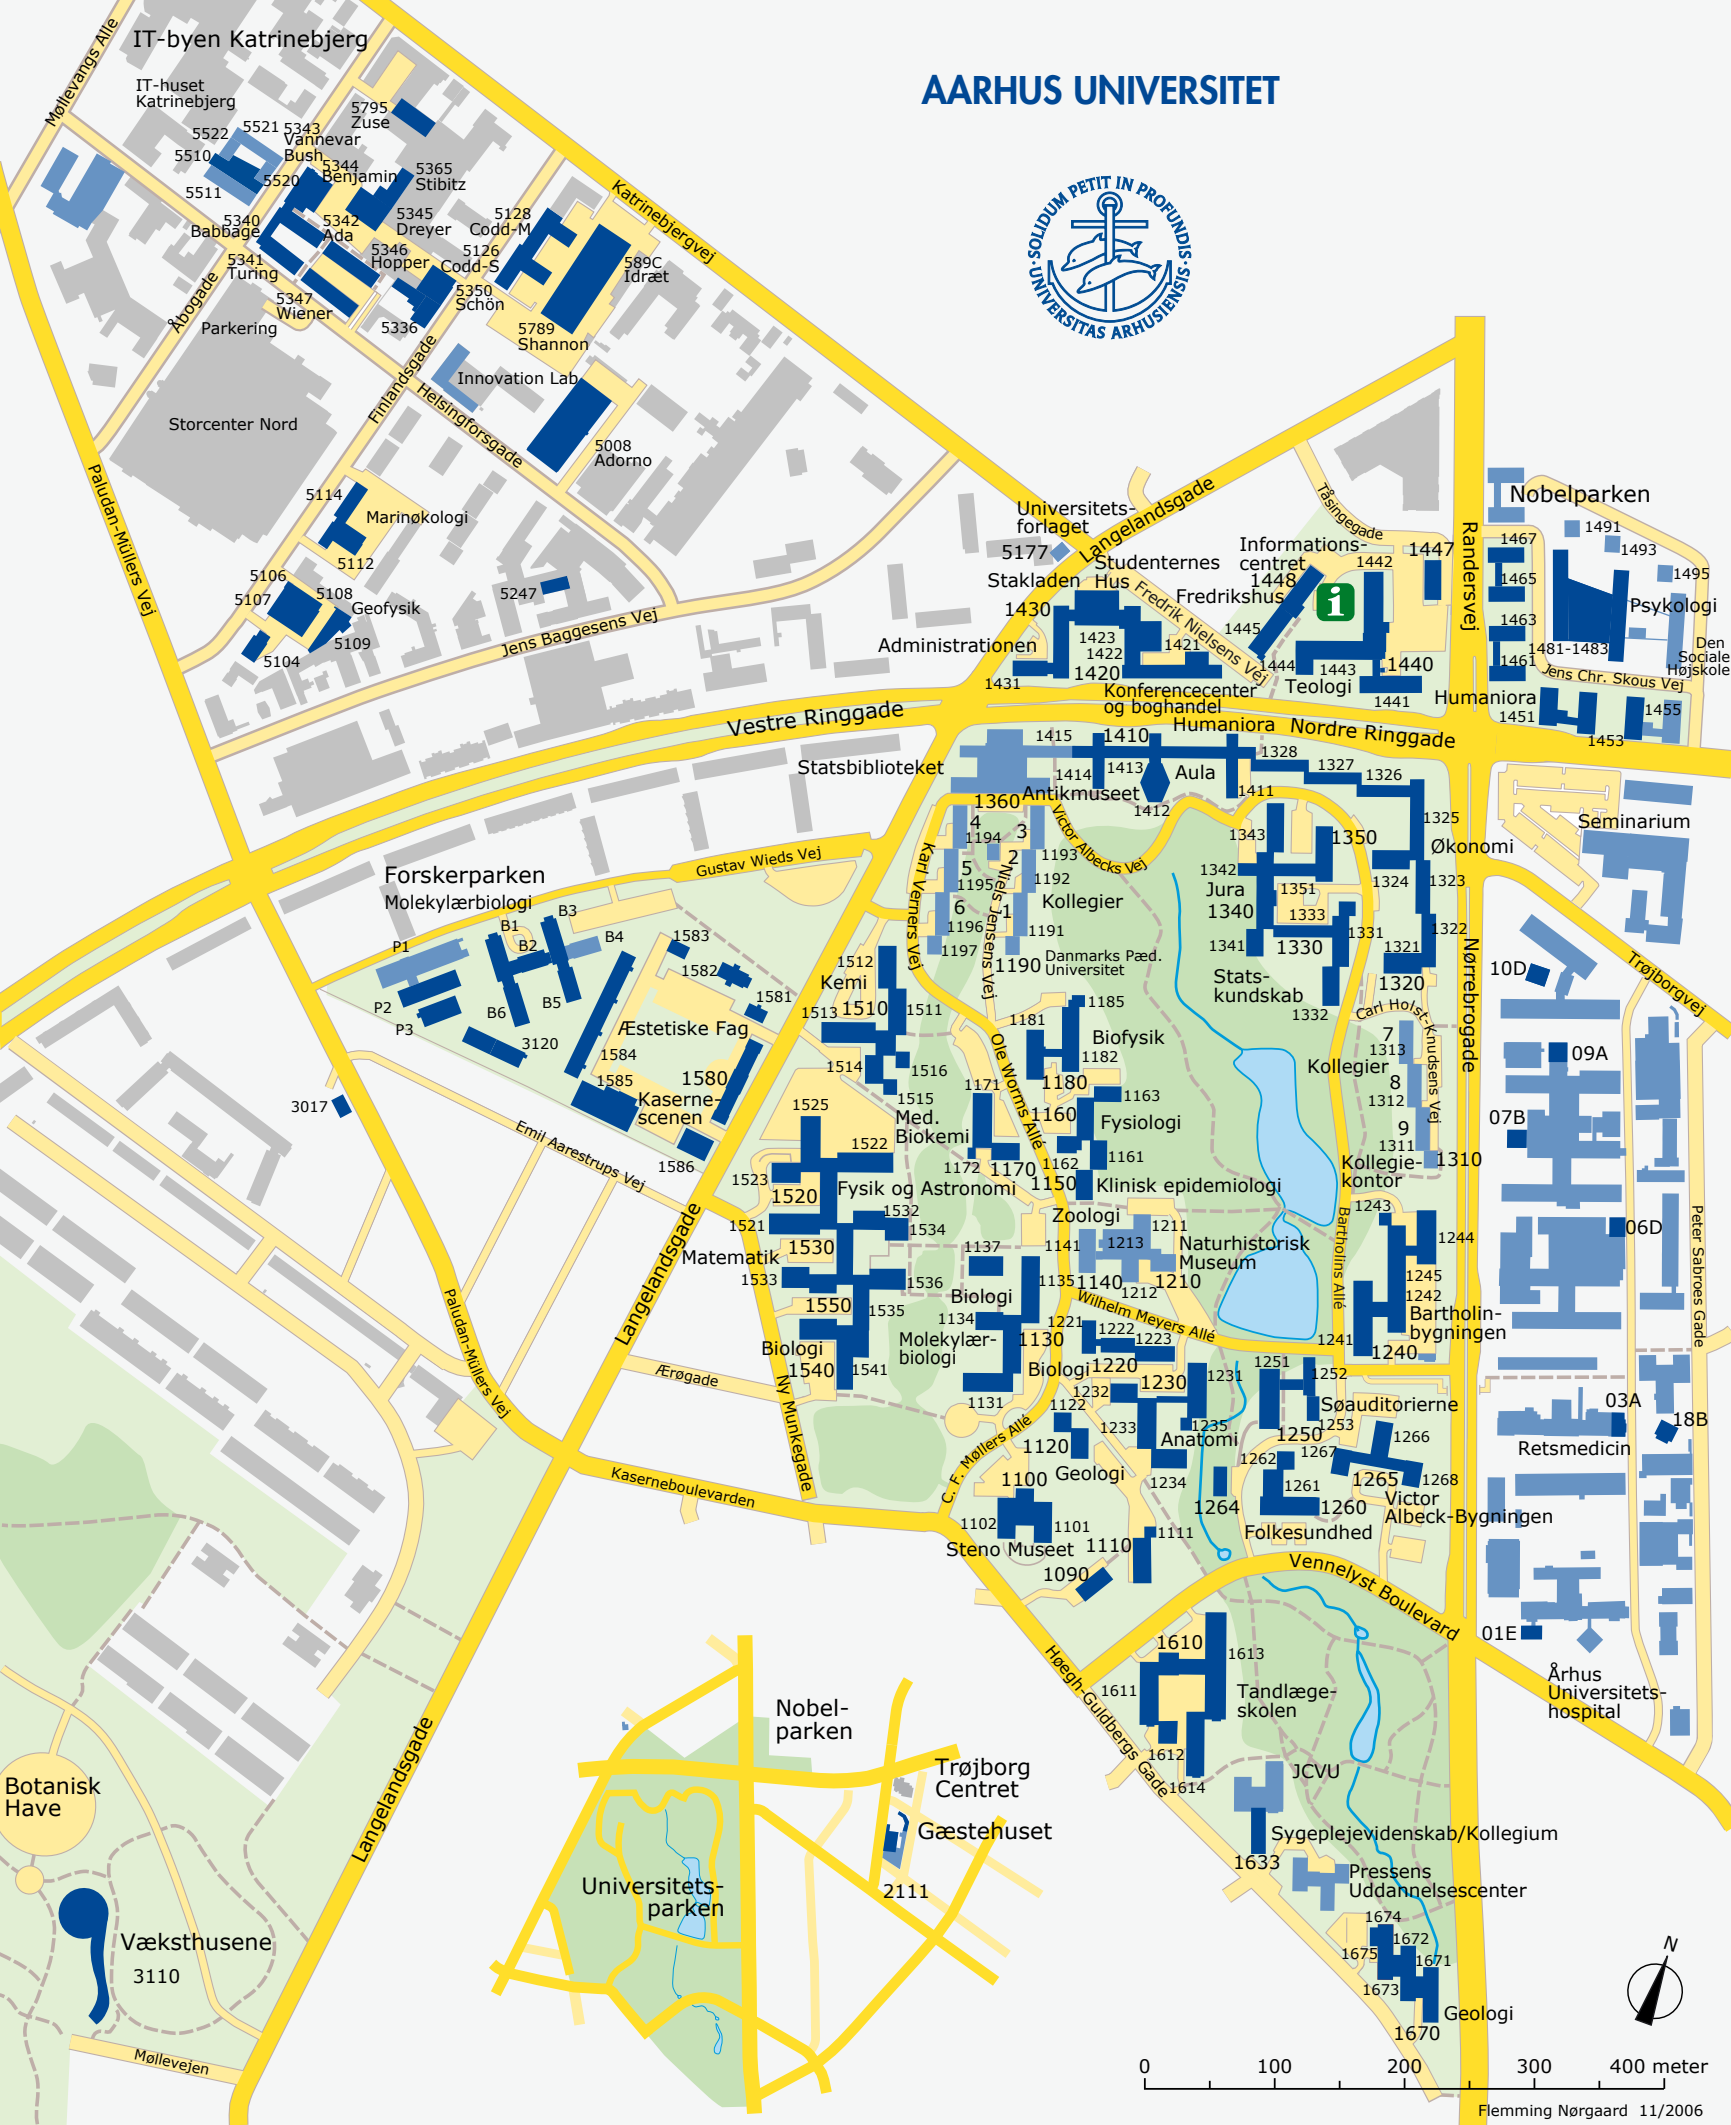 AARHUS UNIVERSITET
SOLIDUM PETIT IN PROFUNDIS
UNIVERSITAS ARHUSIENSIS
IT-byen Katrinebjerg
Møllevangs Alle
IT-huset
Katrinebjerg
5795
Zuse
5522
5521
5343
Vannevar
Bush
5510
5511
5520
5344
Benjamin
5365
Stibitz
5340
Babbage
5342
Ada
5345
Dreyer
5128
Codd-M
5341
Turing
5346
Hopper
5126
Codd-S
589C
Idræt
Katrinebjergvej
5347
Wiener
5350
Schön
5336
Åbogade
Parkering
5789
Shannon
Finlandsgade
Innovation Lab
Helsingforsgade
Storcenter Nord
5008
Adorno
Paludan-Müllers Vej
5114
Marinøkologi
5112
5106
5107
5108
Geofysik
5109
5104
5247
Jens Baggesens Vej
Universitets-
forlaget
5177
Langelandsgade
Tåsingegade
Studenternes
Hus
Stakladen
1430
Fredrik Nielsens Vej
Informations-
centret
1448
1442
1447
i
Fredrikshus
1445
1444
1443
1440
Teologi
1441
Administrationen
1431
1423
1422
1421
1420
Konferencecenter
og boghandel
Randersvej
Nobelparken
1491
1493
1495
1467
1465
1463
1461
Psykologi
1481-1483
Den
Sociale
Højskole
Jens Chr. Skous Vej
Humaniora
1451
1453
1455
Vestre Ringgade
Nordre Ringgade
Humaniora
1415
1410
1414
1413
Aula
1328
1327
1326
Statsbiblioteket
Antikmuseet
1412
1411
1360
1325
Økonomi
Seminarium
4
1194
3
Victor Albecks Vej
1343
1350
1342
2
1193
5
1195
1192
Kollegier
Jura
1351
1340
1333
1324
1323
6
1196
1
1191
1197
1190
Danmarks Pæd.
Universitet
Karl Verners Vej
Niels Jensens Vej
1341
1330
1331
1321
1322
1320
Stats-
kundskab
1332
Carl Holst-Knudsens Vej
Nørrebrogade
Trøjborgvej
Gustav Wieds Vej
Forskerparken
Molekylærbiologi
P1
P2
P3
B1
B2
B3
B4
B5
B6
3120
1583
1582
1581
Æstetiske Fag
1584
1585
1580
Kaserne-
scenen
1586
3017
Emil Aarestrups Vej
1512
Kemi
1513
1510
1511
1514
1516
1515
1525
1522
1523
1520
Fysik og Astronomi
1521
1532
1534
Matematik
1530
1533
1536
1550
1535
Biologi
1540
1541
Med.
Biokemi
1171
1172
1170
Ole Worms Allé
1185
1181
Biofysik
1182
1180
1163
1160
Fysiologi
1162
1161
1150
Klinisk epidemiologi
Zoologi
1211
1141
1213
Naturhistorisk
Museum
1140
1212
1210
1137
1135
Biologi
1134
1130
Molekylær-
biologi
1131
Wilhelm Meyers Allé
1221
1222
1223
1220
Biologi
1232
1230
1231
1233
1235
Anatomi
1234
1122
1120
Geologi
C. F. Møllers Allé
1100
1102
1101
Steno Museet
1110
1111
1090
7
1313
Kollegier
8
1312
9
1311
Kollegie-
kontor
1310
Bartholins Allé
1243
1244
1245
1242
Bartholin-
bygningen
1241
1240
1251
1252
Søauditorierne
1253
1250
1262
1267
1266
1261
1265
1268
1264
1260
Victor
Albeck-Bygningen
Folkesundhed
Vennelyst Boulevard
10D
09A
07B
06D
Peter Sabroes Gade
03A
18B
Retsmedicin
01E
Århus
Universitets-
hospital
Paludan-Müllers Vej
Langelandsgade
Ærøgade
Ny Munkegade
Kaserneboulevarden
Høegh-Guldbergs Gade
1610
1613
1611
Tandlæge-
skolen
1612
1614
JCVU
Sygeplejevidenskab/Kollegium
1633
Pressens
Uddannelsescenter
1674
1672
1675
1671
1673
Geologi
1670
Langelandsgade
Botanisk
Have
Væksthusene
3110
Møllevejen
Nobel-
parken
Trøjborg
Centret
Gæstehuset
2111
Universitets-
parken
N
0 100 200 300 400 meter
Flemming Nørgaard 11/2006